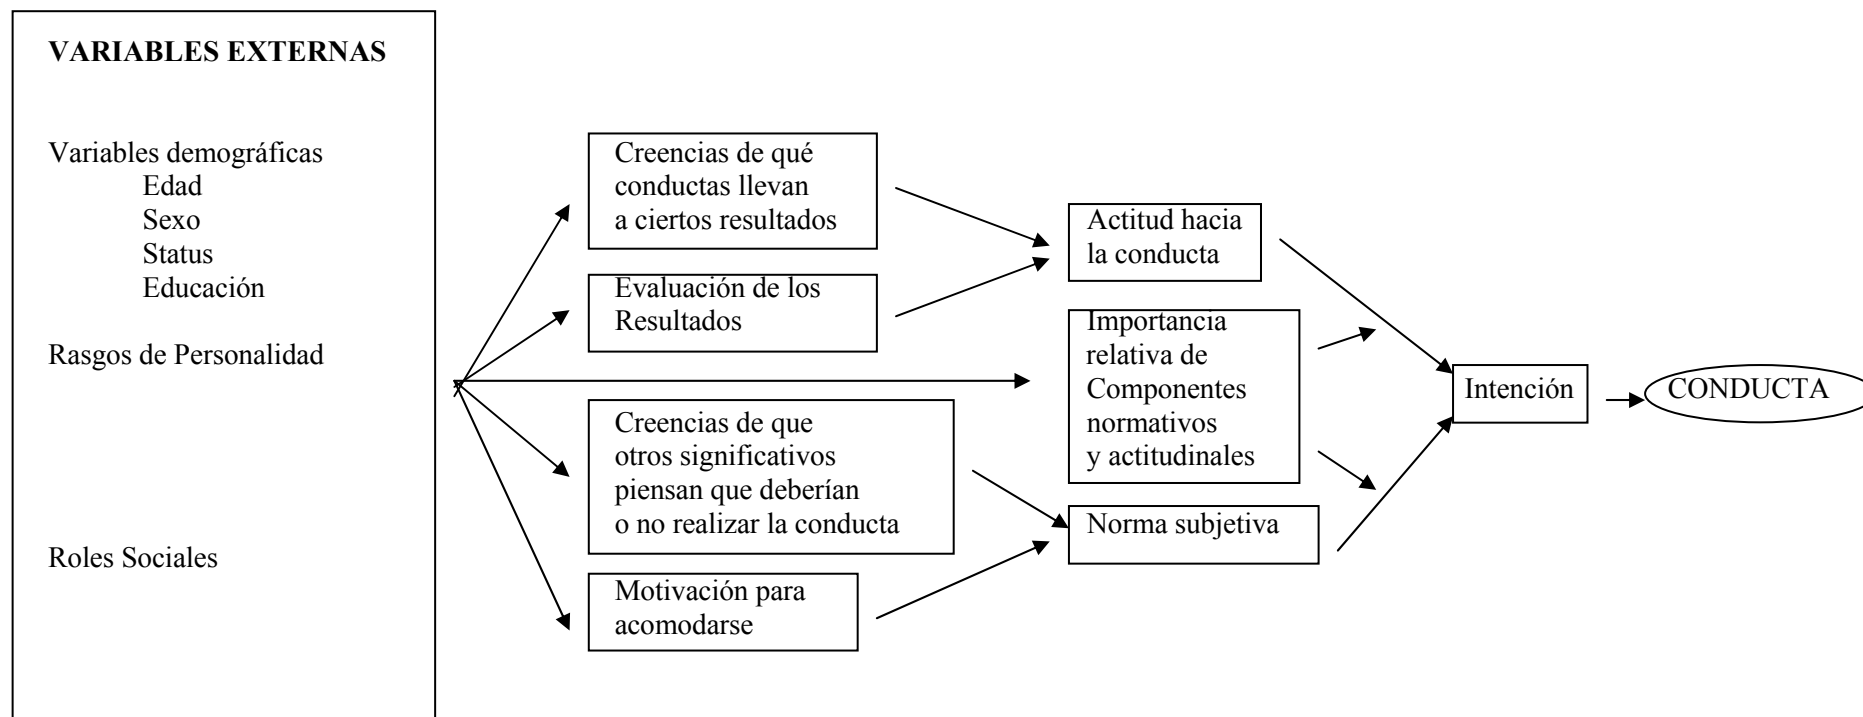 VARIABLES EXTERNAS
Variables demográficas
Edad
Sexo
Status
Educación
Rasgos de Personalidad
Roles Sociales
Creencias de qué
conductas llevan
a ciertos resultados
Evaluación de los
Resultados
Creencias de que
otros significativos
piensan que deberían
o no realizar la conducta
Motivación para
acomodarse
Actitud hacia
la conducta
Importancia
relativa de
Componentes
normativos
y actitudinales
Norma subjetiva
Intención
CONDUCTA